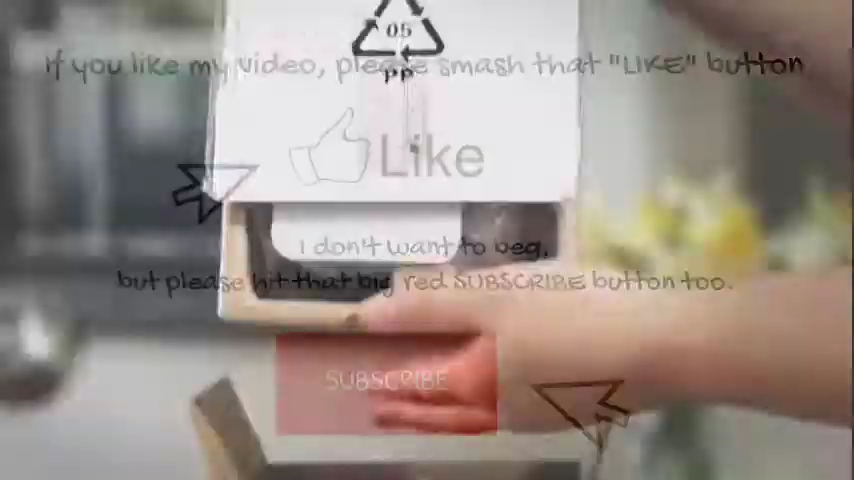 05
If you like my video, please smash that "LIKE" button
PP
Like
I don't want to beg,
but please hit that big red SUBSCRIBE button too.
SUBSCRIBE